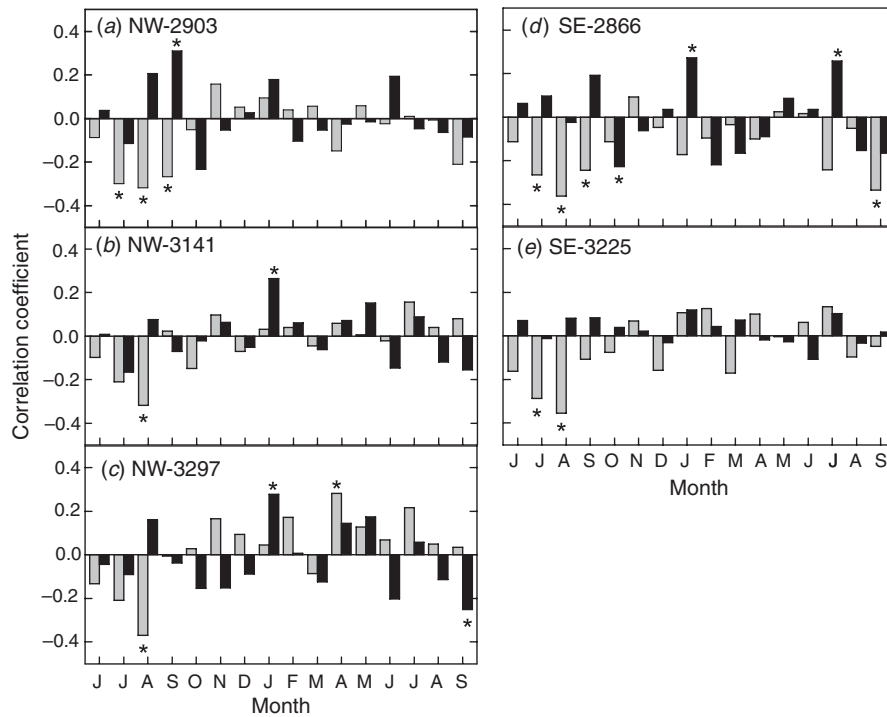 (a) NW-2903
0.4
0.2
0.0
−0.2
−0.4
*
* * *
(b) NW-3141
0.4
0.2
0.0
−0.2
−0.4
*
*
(c) NW-3297
0.4
0.2
0.0
−0.2
−0.4
* *
* *
J J A S O N D J F M A M J J A S
Month
Correlation coefficient
(d) SE-2866
* *
* * * * *
(e) SE-3225
* *
J J A S O N D J F M A M J J A S
Month